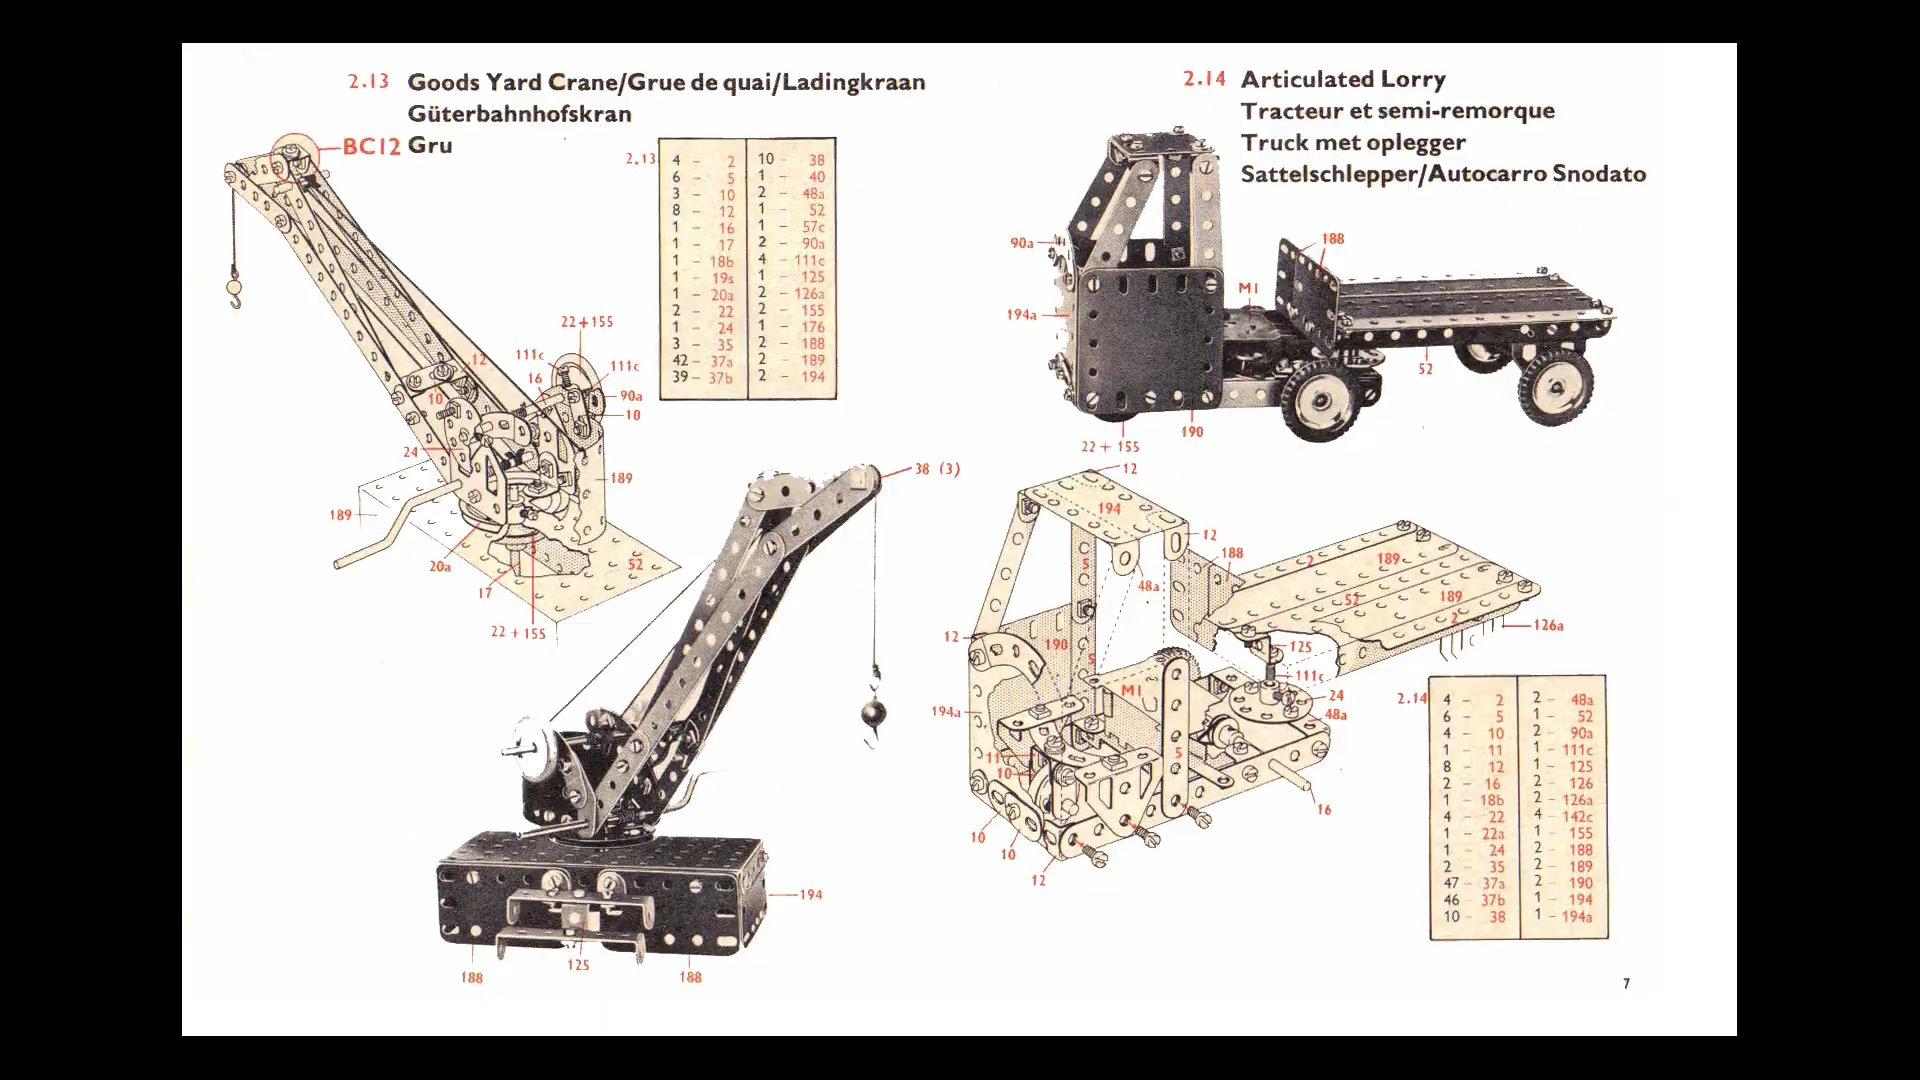 2.13 Goods Yard Crane/Grue de quai/Ladingkraan
Güterbahnhofskran
BC12 Gru
2.13
4 - 2 10 - 38
6 - 5 1 - 40
3 - 10 2 - 48a
8 - 12 1 - 52
1 - 16 1 - 57c
1 - 17 2 - 90a
1 - 18b 4 - 111c
1 - 19s 1 - 125
1 - 20a 2 - 126a
2 - 22 2 - 155
1 - 24 1 - 176
3 - 35 2 - 188
42 - 37a 2 - 189
39 - 37b 2 - 194
22 + 155
12
111c
111c
16
90a
10
10
24
189
189
20a
52
17
22 + 155
38 (3)
194
125
188
188
2.14 Articulated Lorry
Tracteur et semi-remorque
Truck met oplegger
Sattelschlepper/Autocarro Snodato
90a
188
M1
194a
52
190
22 + 155
12
194
12
188
5
48a
2
189
52
189
2
126a
12
190
5
125
M1
111c
24
194a
48a
11
5
10
16
10
10
12
2.14
4 - 2 2 - 48a
6 - 5 1 - 52
4 - 10 2 - 90a
1 - 11 1 - 111c
8 - 12 1 - 125
2 - 16 2 - 126
1 - 18b 2 - 126a
4 - 22 4 - 142c
1 - 22a 1 - 155
1 - 24 2 - 188
2 - 35 2 - 189
47 - 37a 2 - 190
46 - 37b 1 - 194
10 - 38 1 - 194a
7